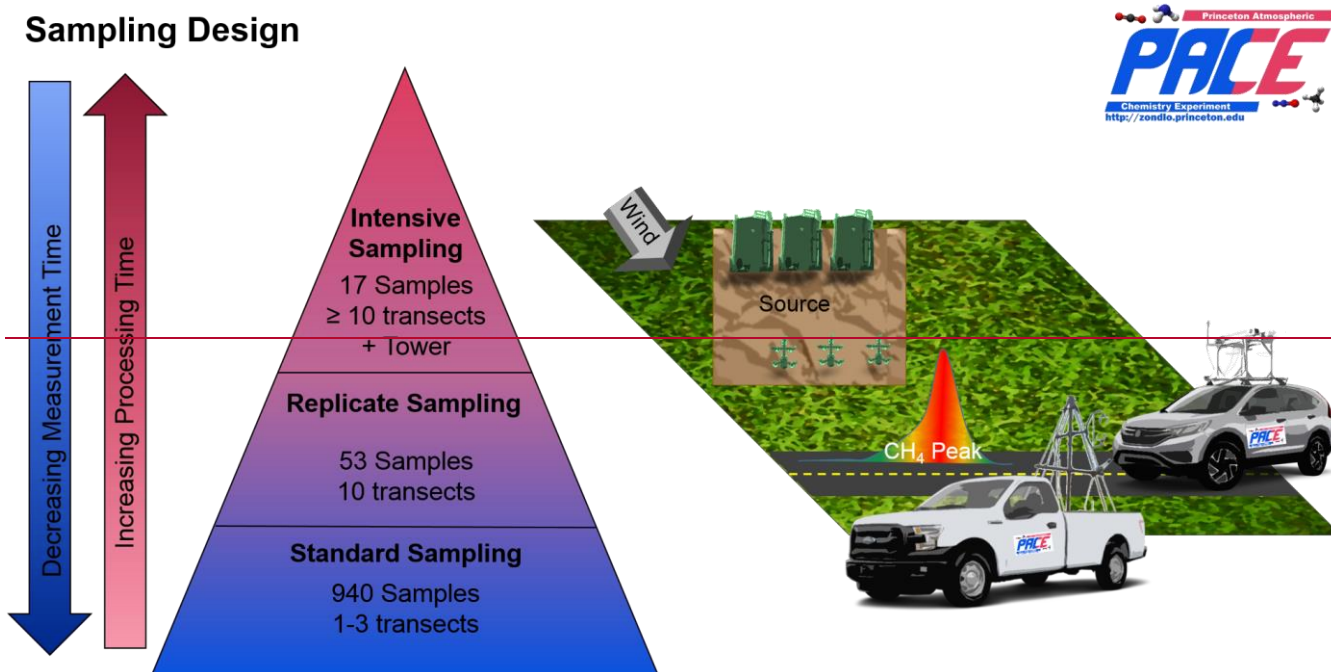 Sampling Design
Princeton Atmospheric
PACE
Chemistry Experiment
http://zondlo.princeton.edu
Decreasing Measurement Time
Increasing Processing Time
Intensive
Sampling
17 Samples
≥ 10 transects
+ Tower
Replicate Sampling
53 Samples
10 transects
Standard Sampling
940 Samples
1-3 transects
Wind
Source
CH₄ Peak
PACE
PACE